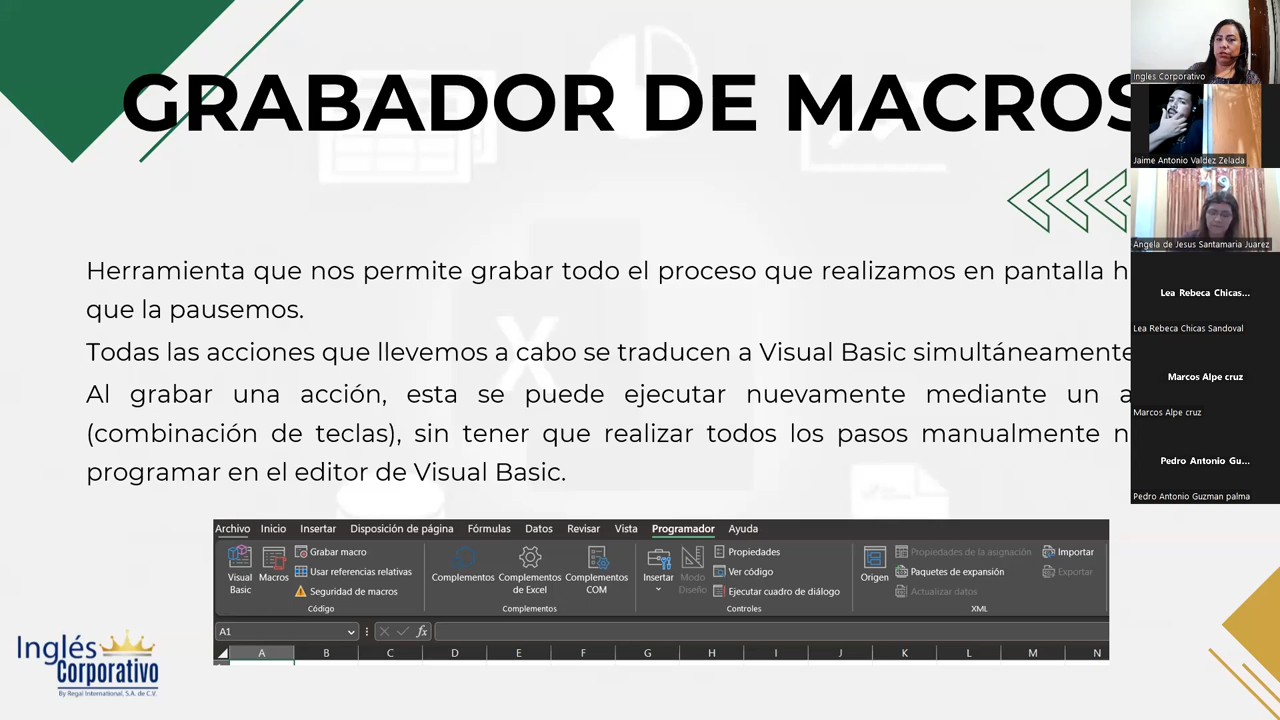 GRABADOR DE MACROS
Herramienta que nos permite grabar todo el proceso que realizamos en pantalla h
que la pausemos.
Todas las acciones que llevemos a cabo se traducen a Visual Basic simultáneamente
Al grabar una acción, esta se puede ejecutar nuevamente mediante un a
(combinación de teclas), sin tener que realizar todos los pasos manualmente n
programar en el editor de Visual Basic.
Archivo Inicio Insertar Disposición de página Fórmulas Datos Revisar Vista Programador Ayuda
Visual Basic
Macros
Grabar macro
Usar referencias relativas
Seguridad de macros
Código
Complementos
Complementos de Excel
Complementos COM
Complementos
Insertar
Modo Diseño
Propiedades
Ver código
Ejecutar cuadro de diálogo
Controles
Origen
Propiedades de la asignación
Paquetes de expansión
Actualizar datos
Importar
Exportar
XML
A1
fx
A B C D E F G H I J K L M N
Inglés
Corporativo
By Regal International, S.A. de C.V.
Ingles Corporativo
Jaime Antonio Valdez Zelada
49
Angela de Jesus Santamaria Juarez
Lea Rebeca Chicas...
Lea Rebeca Chicas Sandoval
Marcos Alpe cruz
Marcos Alpe cruz
Pedro Antonio Gu...
Pedro Antonio Guzman palma